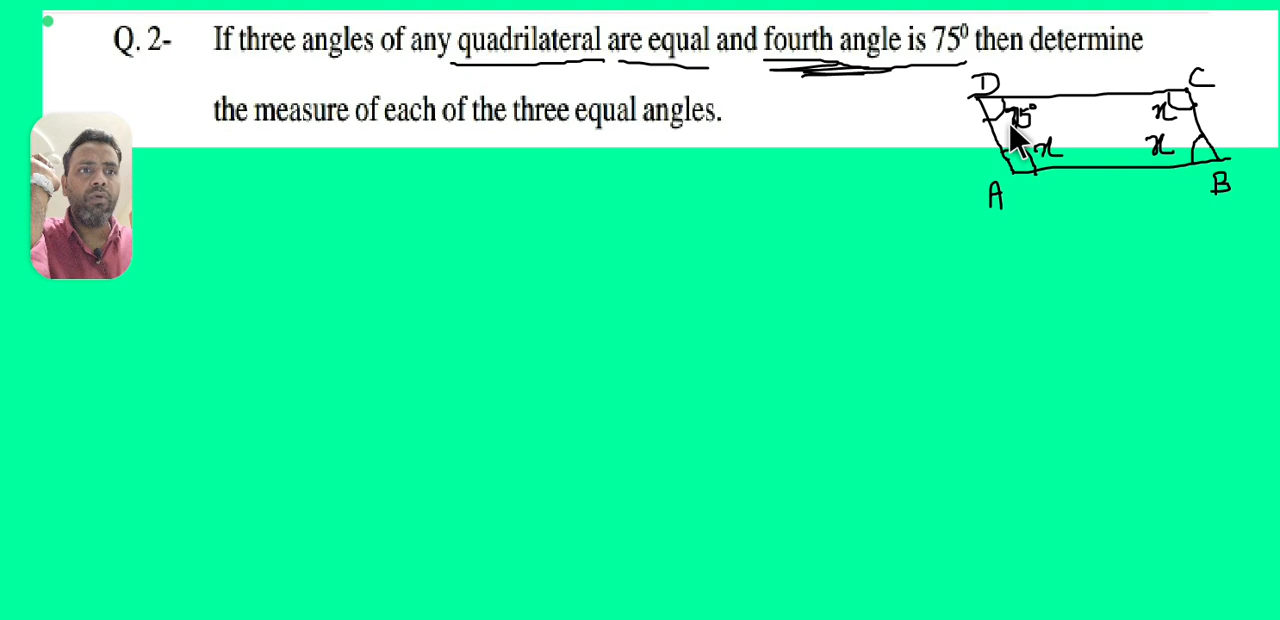 Q. 2- If three angles of any quadrilateral are equal and fourth angle is 75⁰ then determine
the measure of each of the three equal angles.
D C
75° x
x x
A B